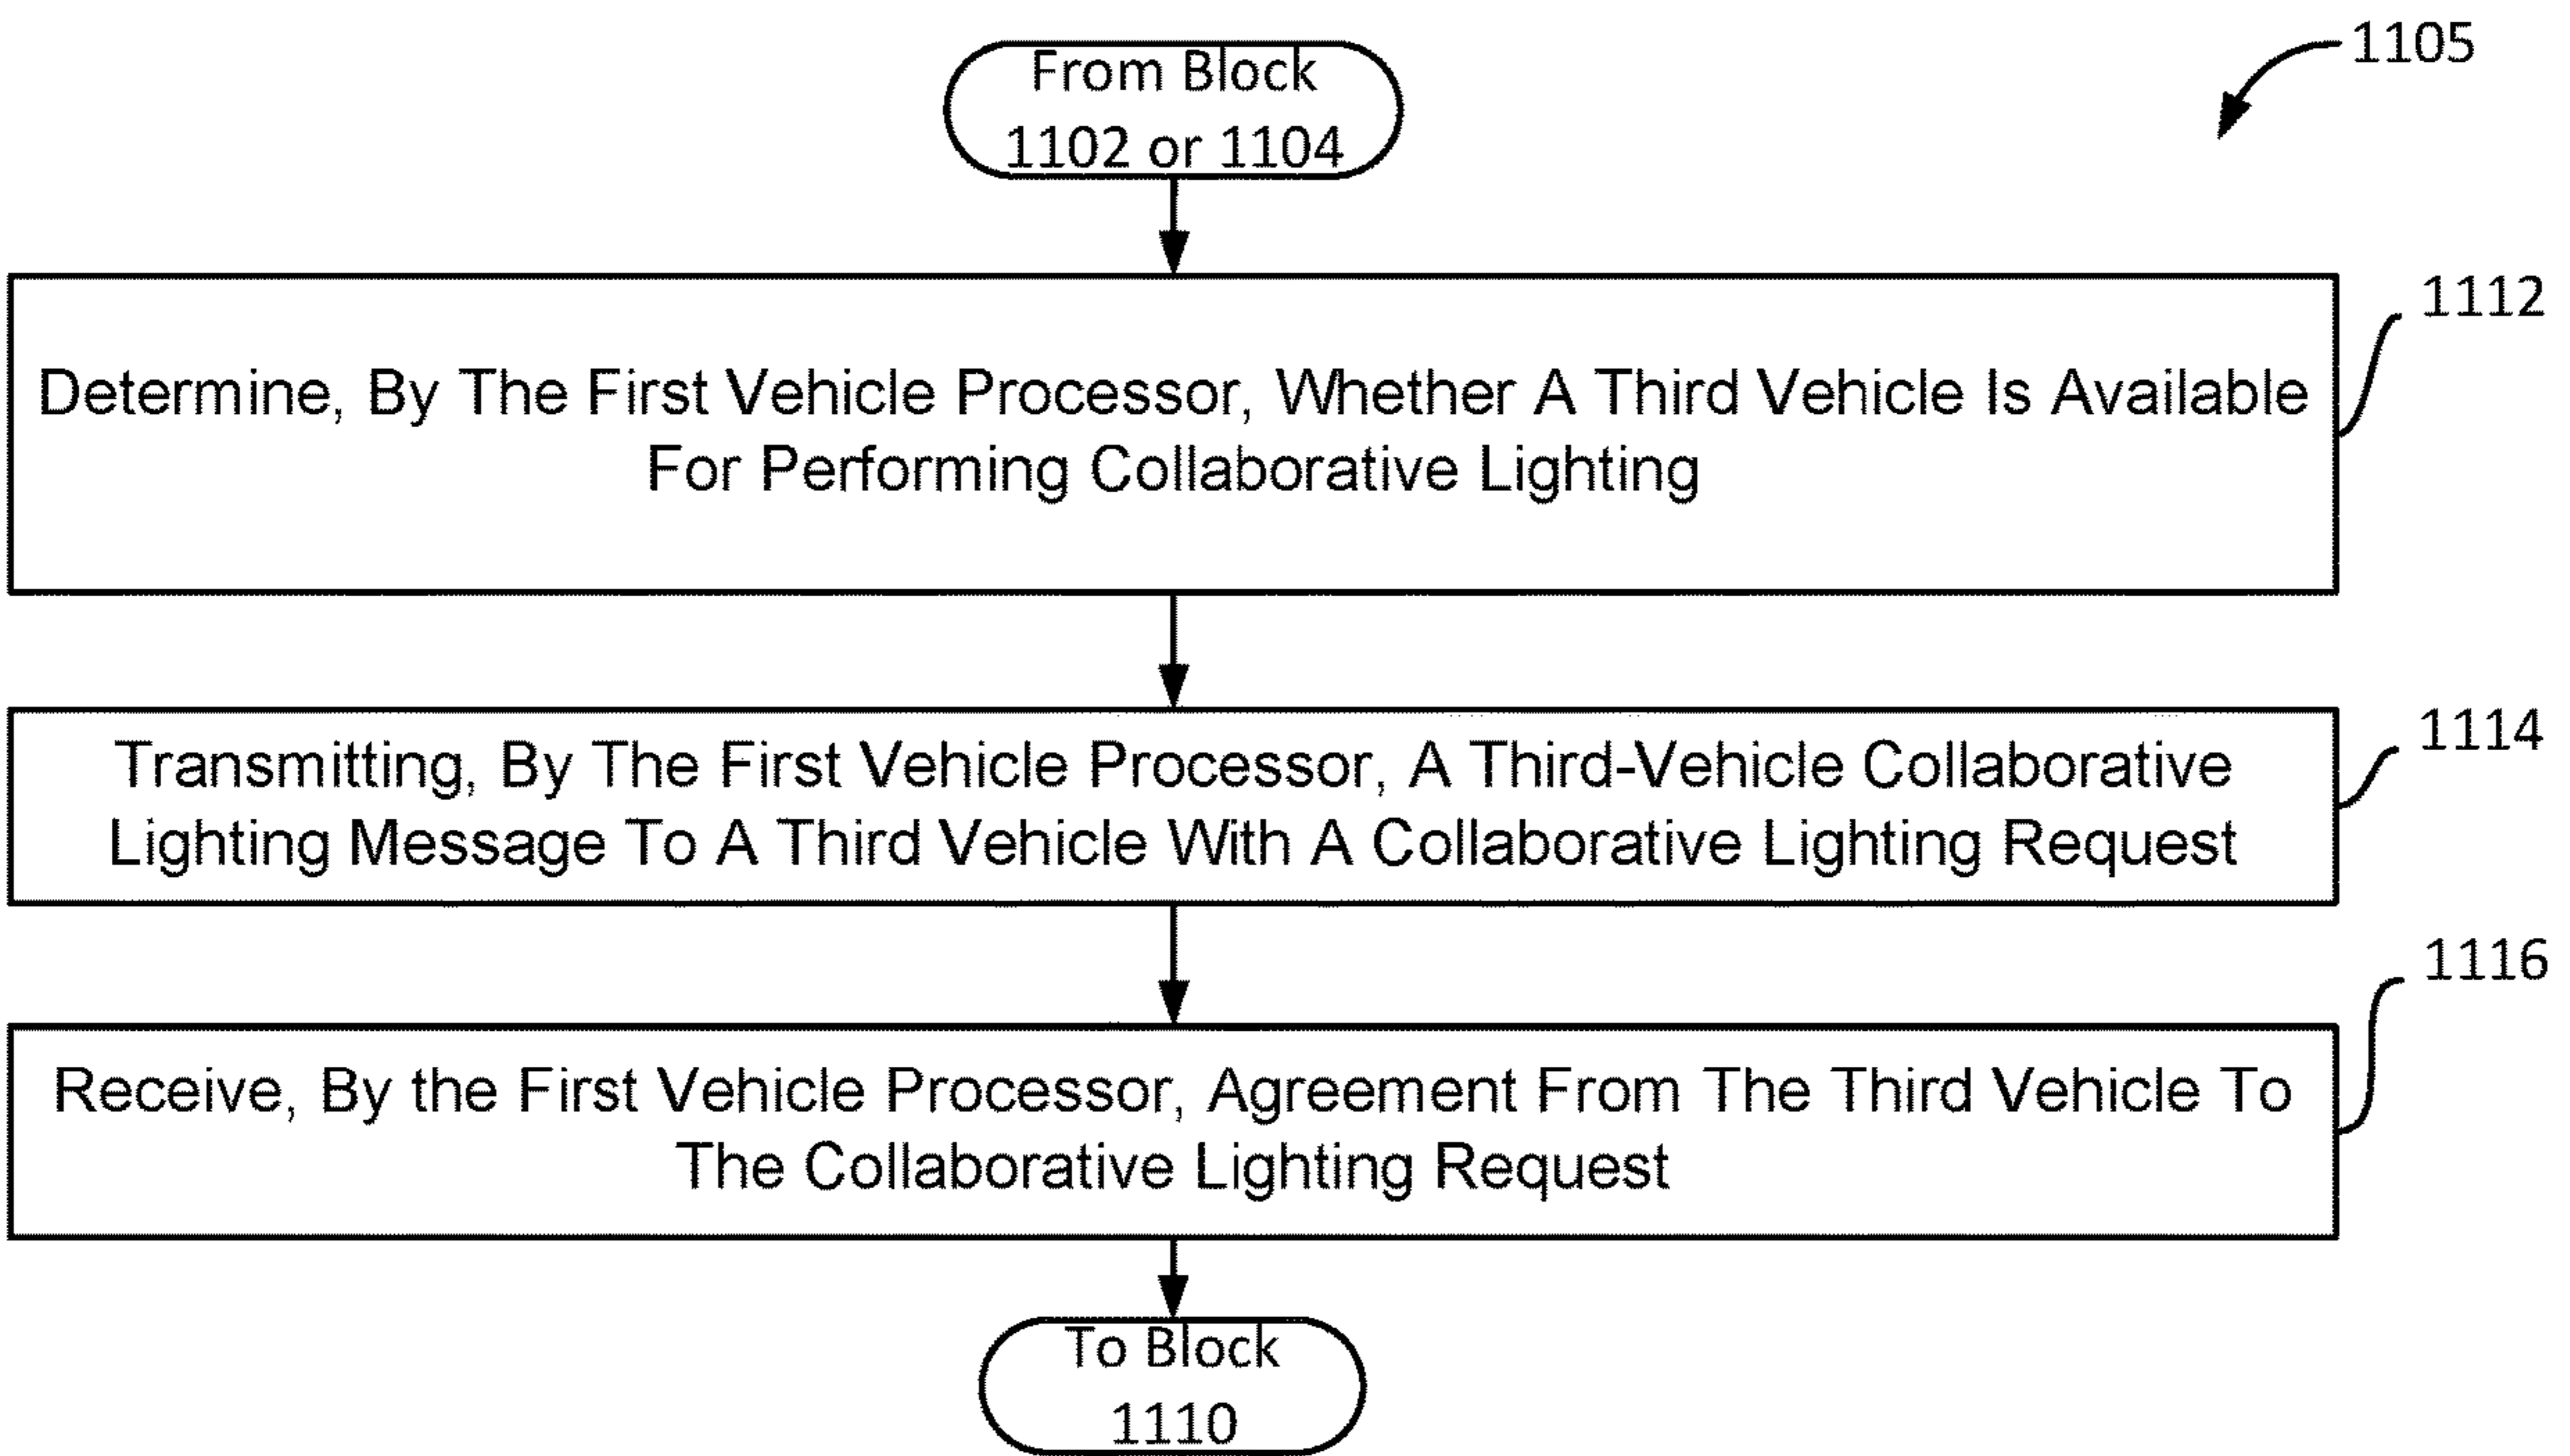 From Block
1102 or 1104
1105
1112
Determine, By The First Vehicle Processor, Whether A Third Vehicle Is Available
For Performing Collaborative Lighting
1114
Transmitting, By The First Vehicle Processor, A Third-Vehicle Collaborative
Lighting Message To A Third Vehicle With A Collaborative Lighting Request
1116
Receive, By the First Vehicle Processor, Agreement From The Third Vehicle To
The Collaborative Lighting Request
To Block
1110